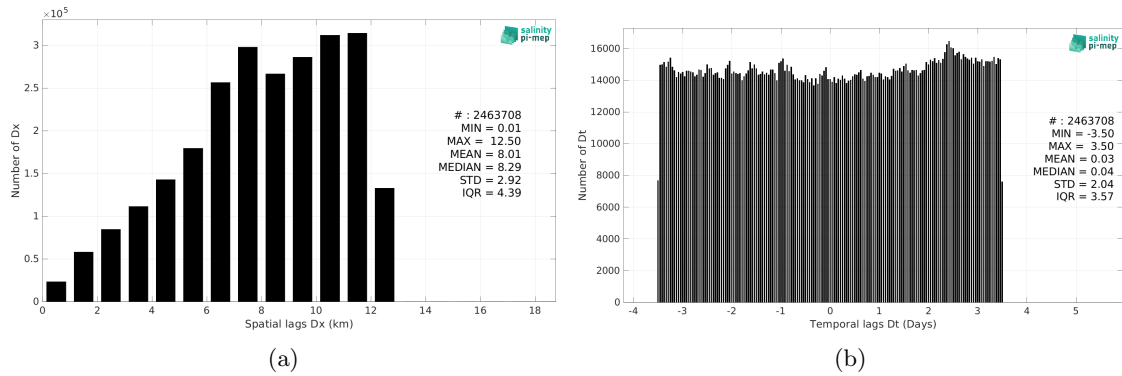 ×10⁵
3
2.5
2
1.5
1
0.5
0
Number of Dx
salinity
pi-mep
# : 2463708
MIN = 0.01
MAX = 12.50
MEAN = 8.01
MEDIAN = 8.29
STD = 2.92
IQR = 4.39
0 2 4 6 8 10 12 14 16 18
Spatial lags Dx (km)
(a)
16000
14000
12000
10000
8000
6000
4000
2000
0
Number of Dt
salinity
pi-mep
# : 2463708
MIN = -3.50
MAX = 3.50
MEAN = 0.03
MEDIAN = 0.04
STD = 2.04
IQR = 3.57
-4 -3 -2 -1 0 1 2 3 4 5
Temporal lags Dt (Days)
(b)